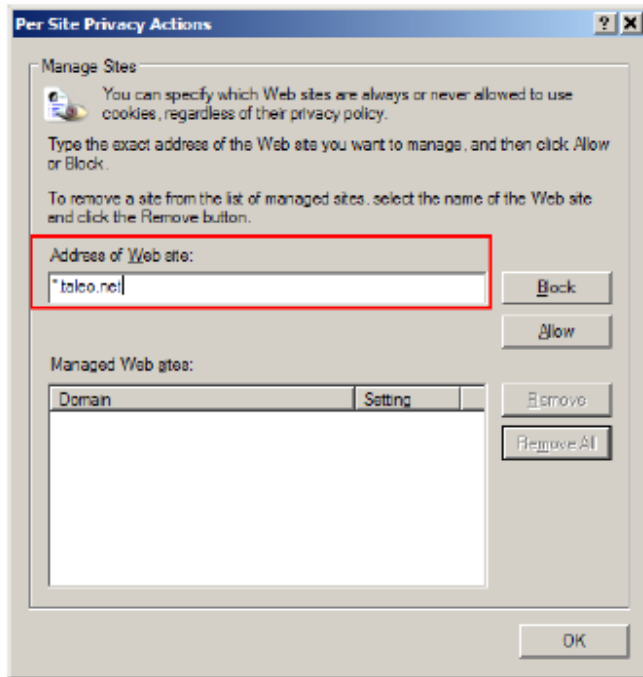 Per Site Privacy Actions
Manage Sites
You can specify which Web sites are always or never allowed to use
cookies, regardless of their privacy policy.
Type the exact address of the Web site you want to manage, and then click Allow
or Block.
To remove a site from the list of managed sites, select the name of the Web site
and click the Remove button.
Address of Web site:
*.taleo.net
Block
Allow
Managed Web sites:
Domain Setting
Remove
Remove All
OK